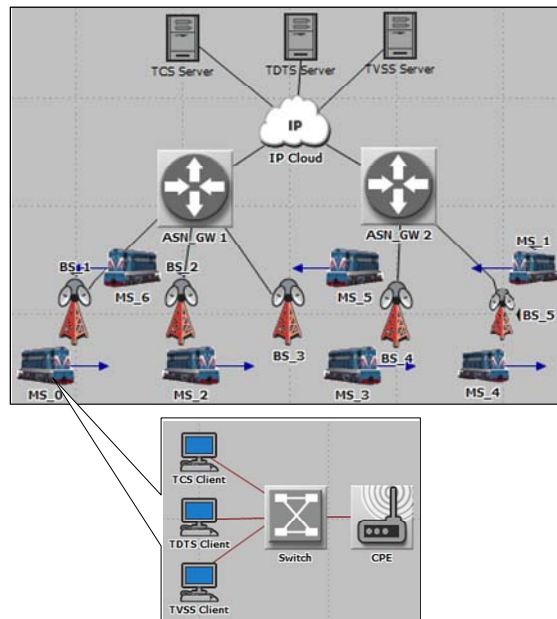 TCS Server
TDTS Server
TVSS Server
IP
IP Cloud
ASN_GW 1
ASN_GW 2
BS_1
MS_6
BS_2
MS_5
MS_1
BS_3
BS_4
BS_5
MS_0
MS_2
MS_3
MS_4
TCS Client
TDTS Client
Switch
CPE
TVSS Client